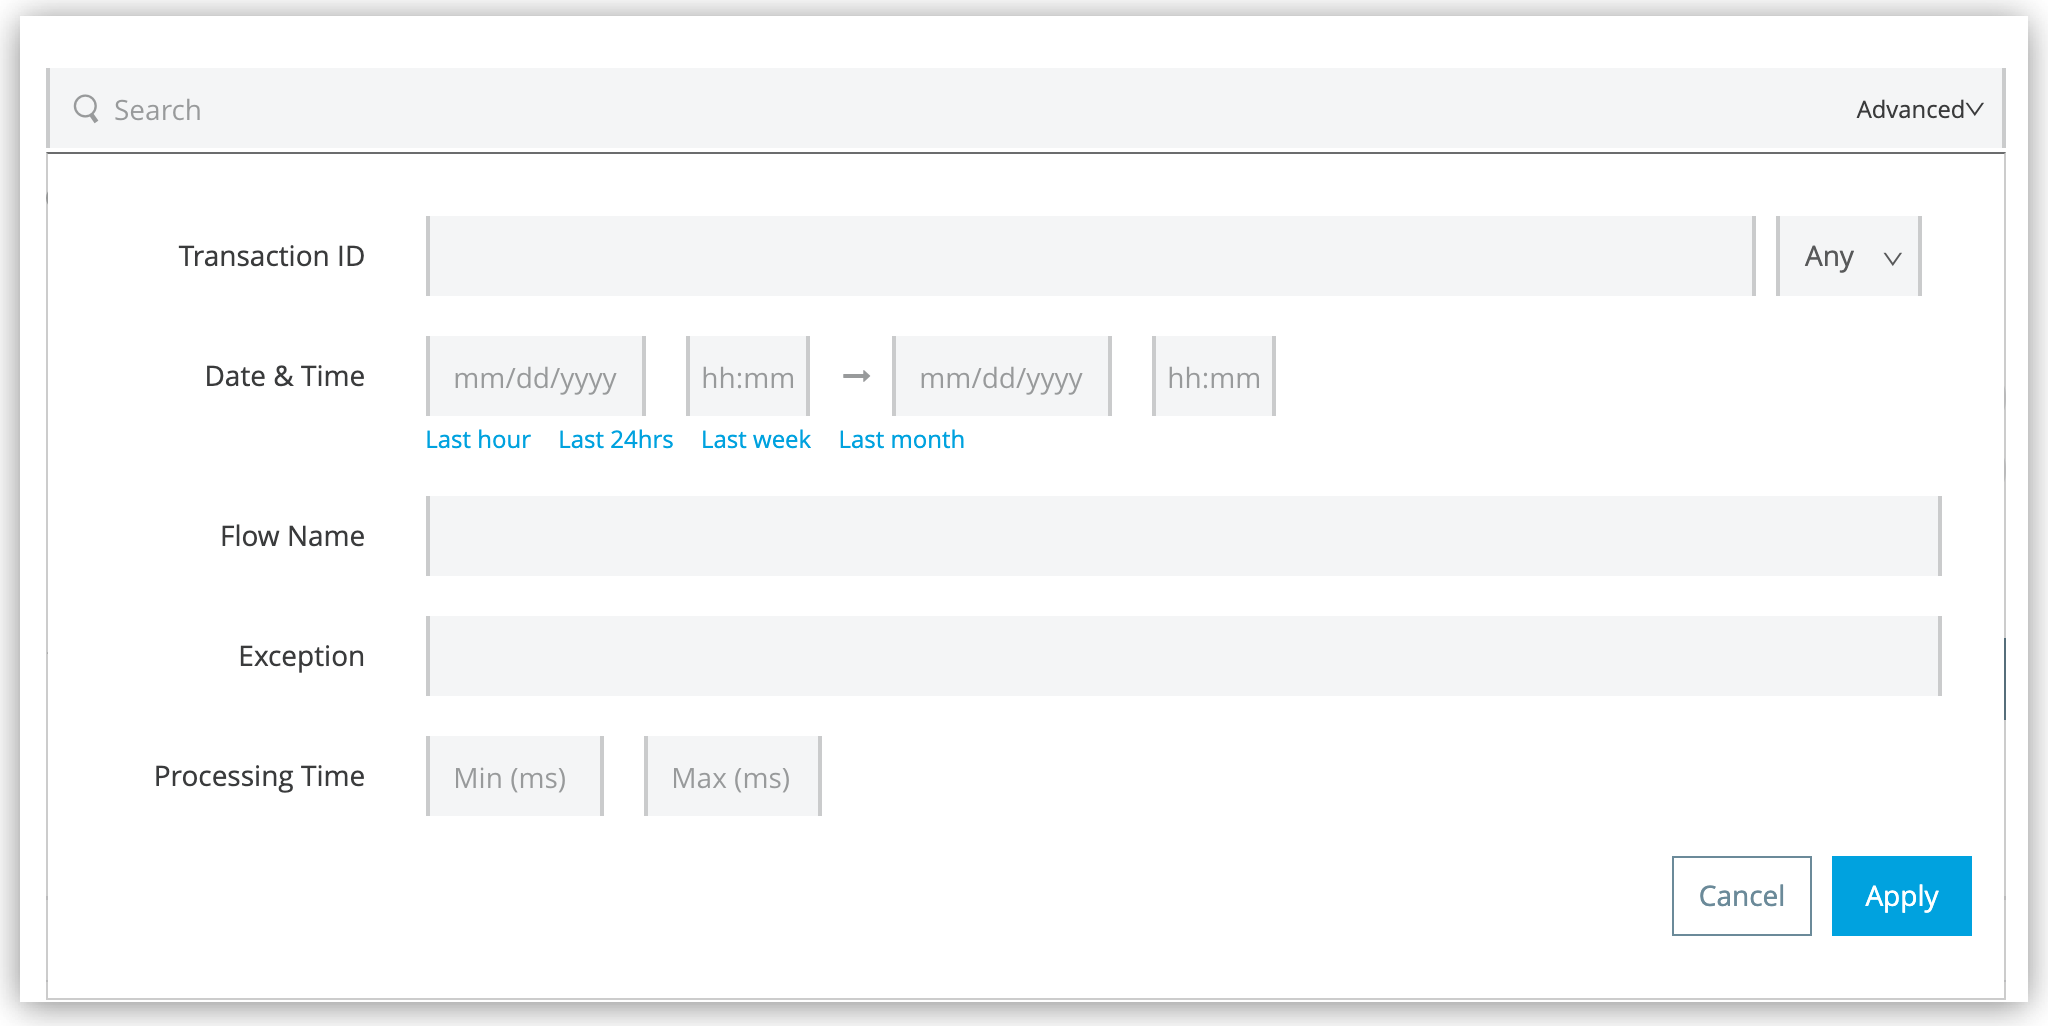 Search Advanced
Transaction ID Any
Date & Time mm/dd/yyyy hh:mm → mm/dd/yyyy hh:mm
Last hour Last 24hrs Last week Last month
Flow Name
Exception
Processing Time Min (ms) Max (ms)
Cancel Apply